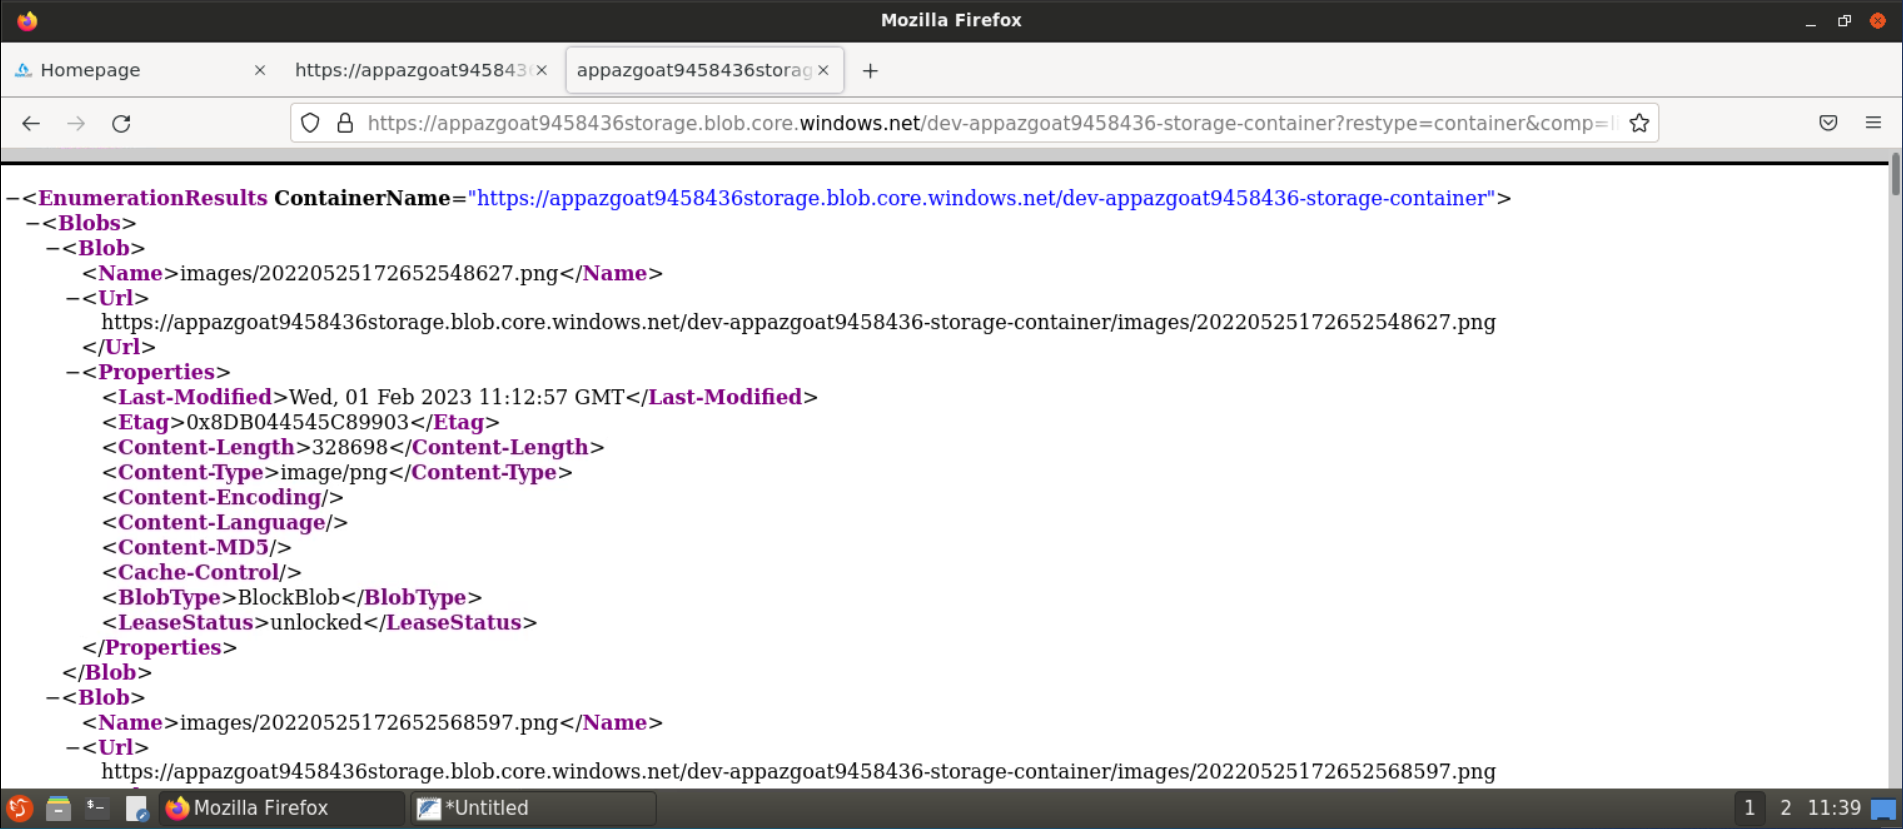 Mozilla Firefox
Homepage
https://appazgoat945843
appazgoat9458436storag
https://appazgoat9458436storage.blob.core.windows.net/dev-appazgoat9458436-storage-container?restype=container&comp=li
−<EnumerationResults ContainerName="https://appazgoat9458436storage.blob.core.windows.net/dev-appazgoat9458436-storage-container">
−<Blobs>
−<Blob>
<Name>images/20220525172652548627.png</Name>
−<Url>
https://appazgoat9458436storage.blob.core.windows.net/dev-appazgoat9458436-storage-container/images/20220525172652548627.png
</Url>
−<Properties>
<Last-Modified>Wed, 01 Feb 2023 11:12:57 GMT</Last-Modified>
<Etag>0x8DB044545C89903</Etag>
<Content-Length>328698</Content-Length>
<Content-Type>image/png</Content-Type>
<Content-Encoding/>
<Content-Language/>
<Content-MD5/>
<Cache-Control/>
<BlobType>BlockBlob</BlobType>
<LeaseStatus>unlocked</LeaseStatus>
</Properties>
</Blob>
−<Blob>
<Name>images/20220525172652568597.png</Name>
−<Url>
https://appazgoat9458436storage.blob.core.windows.net/dev-appazgoat9458436-storage-container/images/20220525172652568597.png
Mozilla Firefox
*Untitled
1 2 11:39